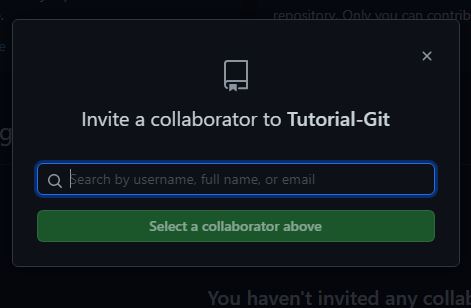 repository. Only you can contrib
Invite a collaborator to Tutorial-Git
Search by username, full name, or email
Select a collaborator above
You haven't invited any collab